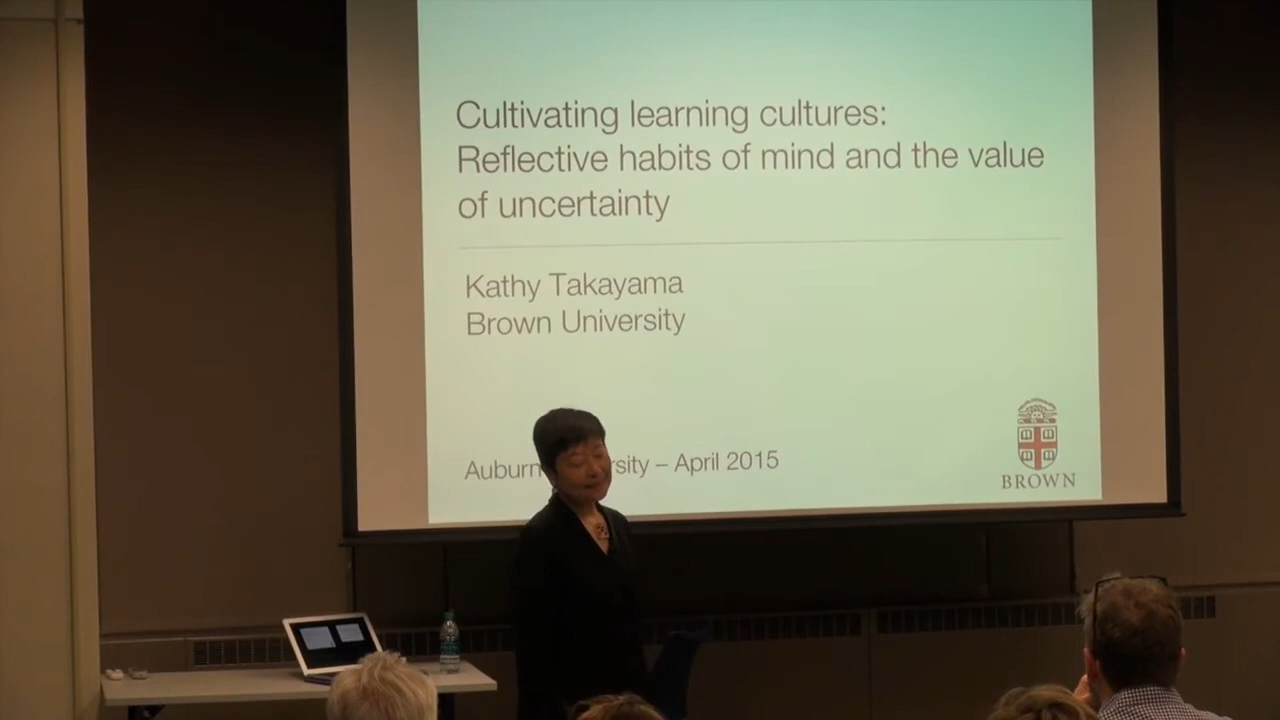 Cultivating learning cultures:
Reflective habits of mind and the value
of uncertainty
Kathy Takayama
Brown University
Auburn – April 2015
BROWN